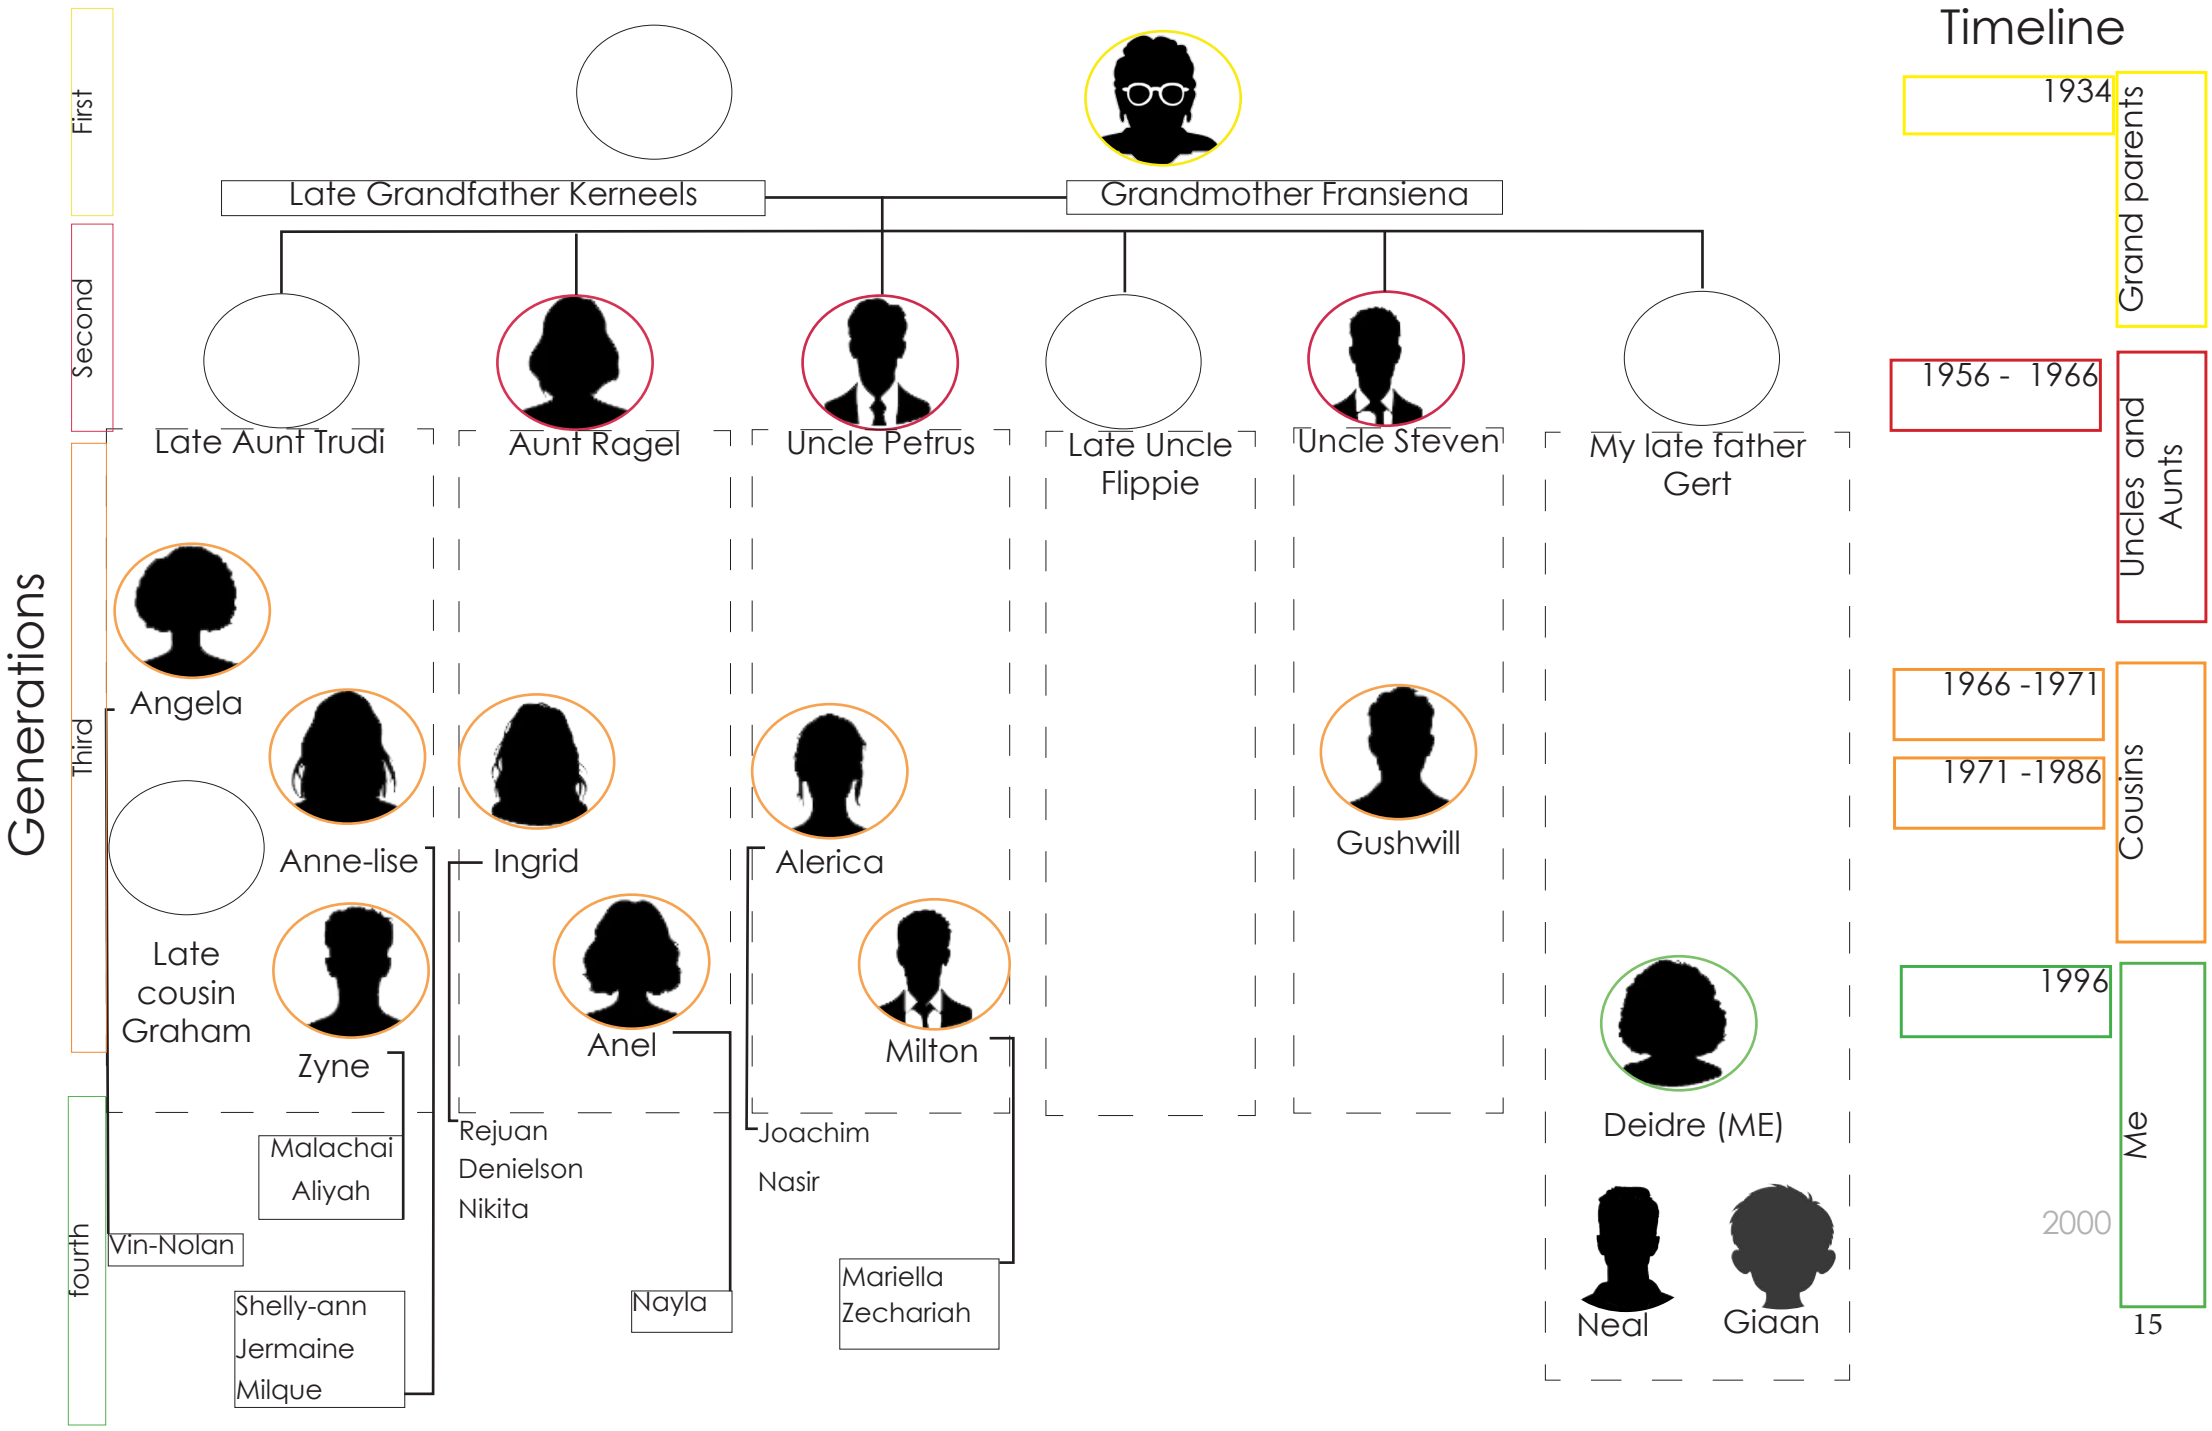 Timeline
First
1934
Grand parents
Late Grandfather Kerneels
Grandmother Fransiena
Second
1956 - 1966
Uncles and
Aunts
Late Aunt Trudi
Aunt Ragel
Uncle Petrus
Late Uncle
Flippie
Uncle Steven
My late father
Gert
Generations
Third
Angela
1966 -1971
1971 -1986
Cousins
Anne-lise
Ingrid
Alerica
Gushwill
Late
cousin
Graham
Zyne
Anel
Milton
1996
Me
Deidre (ME)
fourth
Malachai
Aliyah
Rejuan
Denielson
Nikita
Joachim
Nasir
Vin-Nolan
2000
Shelly-ann
Jermaine
Milque
Nayla
Mariella
Zechariah
Neal
Giaan
15